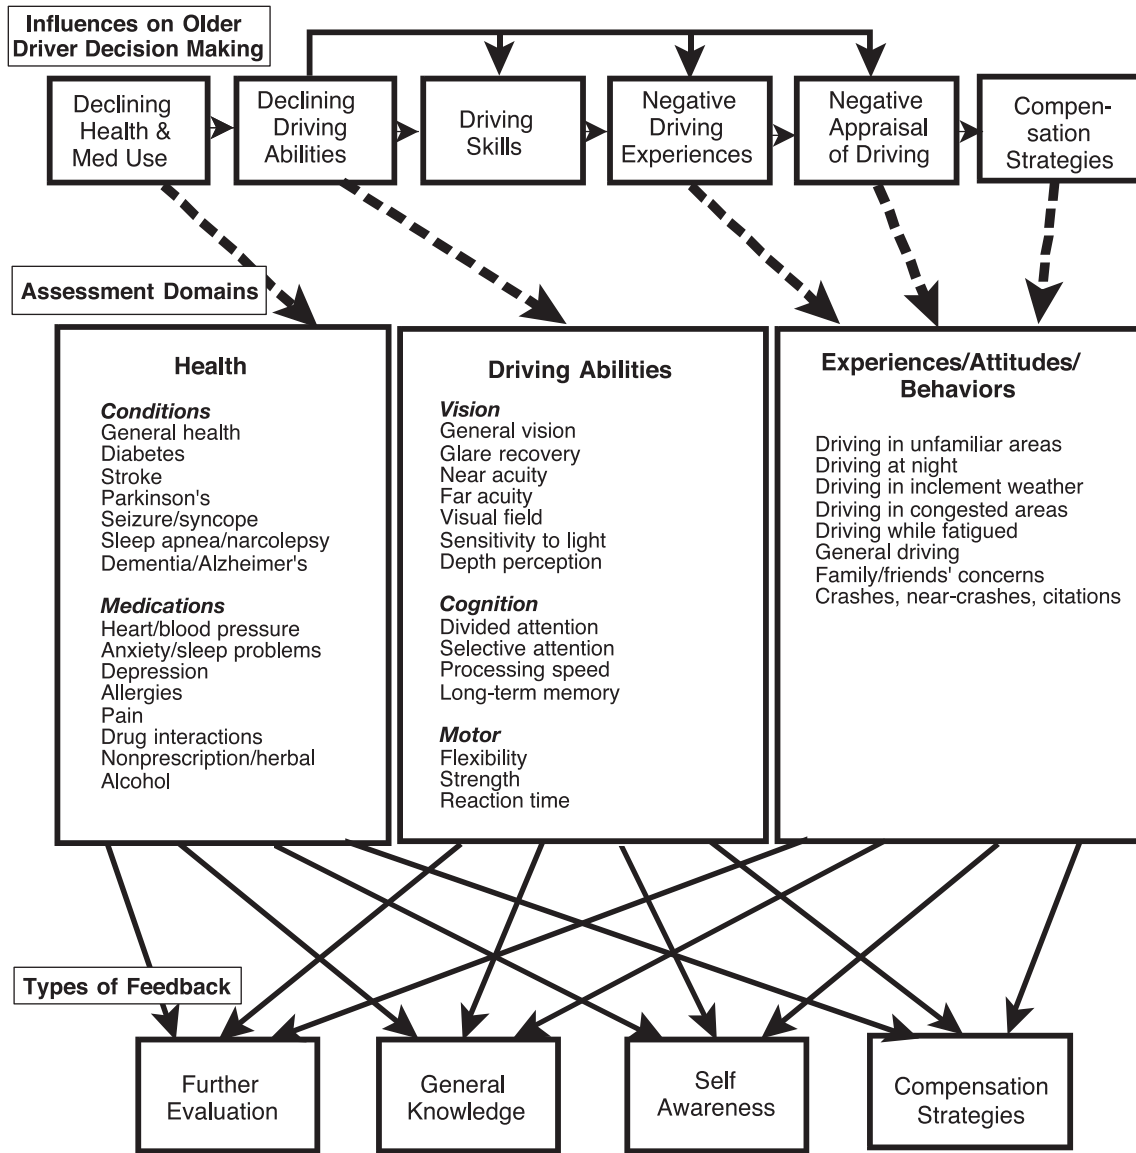 Influences on Older
Driver Decision Making
Declining
Health &
Med Use
Declining
Driving
Abilities
Driving
Skills
Negative
Driving
Experiences
Negative
Appraisal
of Driving
Compen-
sation
Strategies
Assessment Domains
Health
Conditions
General health
Diabetes
Stroke
Parkinson's
Seizure/syncope
Sleep apnea/narcolepsy
Dementia/Alzheimer's
Medications
Heart/blood pressure
Anxiety/sleep problems
Depression
Allergies
Pain
Drug interactions
Nonprescription/herbal
Alcohol
Driving Abilities
Vision
General vision
Glare recovery
Near acuity
Far acuity
Visual field
Sensitivity to light
Depth perception
Cognition
Divided attention
Selective attention
Processing speed
Long-term memory
Motor
Flexibility
Strength
Reaction time
Experiences/Attitudes/
Behaviors
Driving in unfamiliar areas
Driving at night
Driving in inclement weather
Driving in congested areas
Driving while fatigued
General driving
Family/friends' concerns
Crashes, near-crashes, citations
Types of Feedback
Further
Evaluation
General
Knowledge
Self
Awareness
Compensation
Strategies